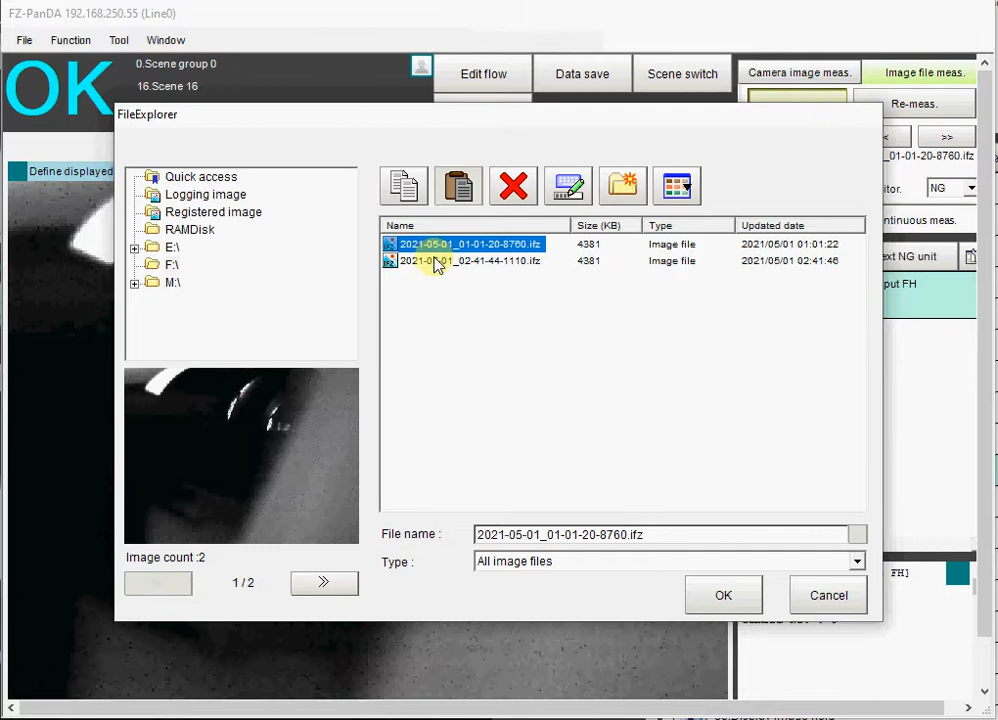 FZ-PanDA 192.168.250.55 (Line0)
File Function Tool Window
OK
0.Scene group 0
16.Scene 16
Edit flow
Data save
Scene switch
Camera image meas.
Image file meas.
Re-meas.
FileExplorer
>>
_01-01-20-8760.ifz
Define displayed
Quick access
Logging image
Registered image
RAMDisk
E:\
F:\
M:\
Name Size (KB) Type Updated date
2021-05-01_01-01-20-8760.ifz 4381 Image file 2021/05/01 01:01:22
2021-05-01_02-41-44-1110.ifz 4381 Image file 2021/05/01 02:41:46
itor. NG
ntinuous meas.
ext NG unit
put FH
File name : 2021-05-01_01-01-20-8760.ifz
Type : All image files
Image count :2
1/2 >>
OK Cancel
FH]